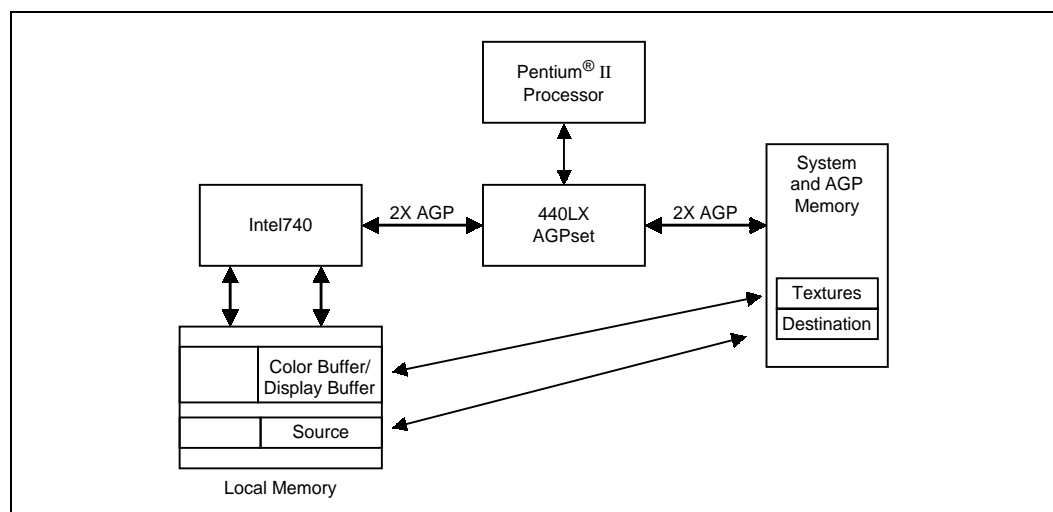 Pentium® II
Processor
System
and AGP
Memory
Intel740
2X AGP
440LX
AGPset
2X AGP
Textures
Destination
Color Buffer/
Display Buffer
Source
Local Memory